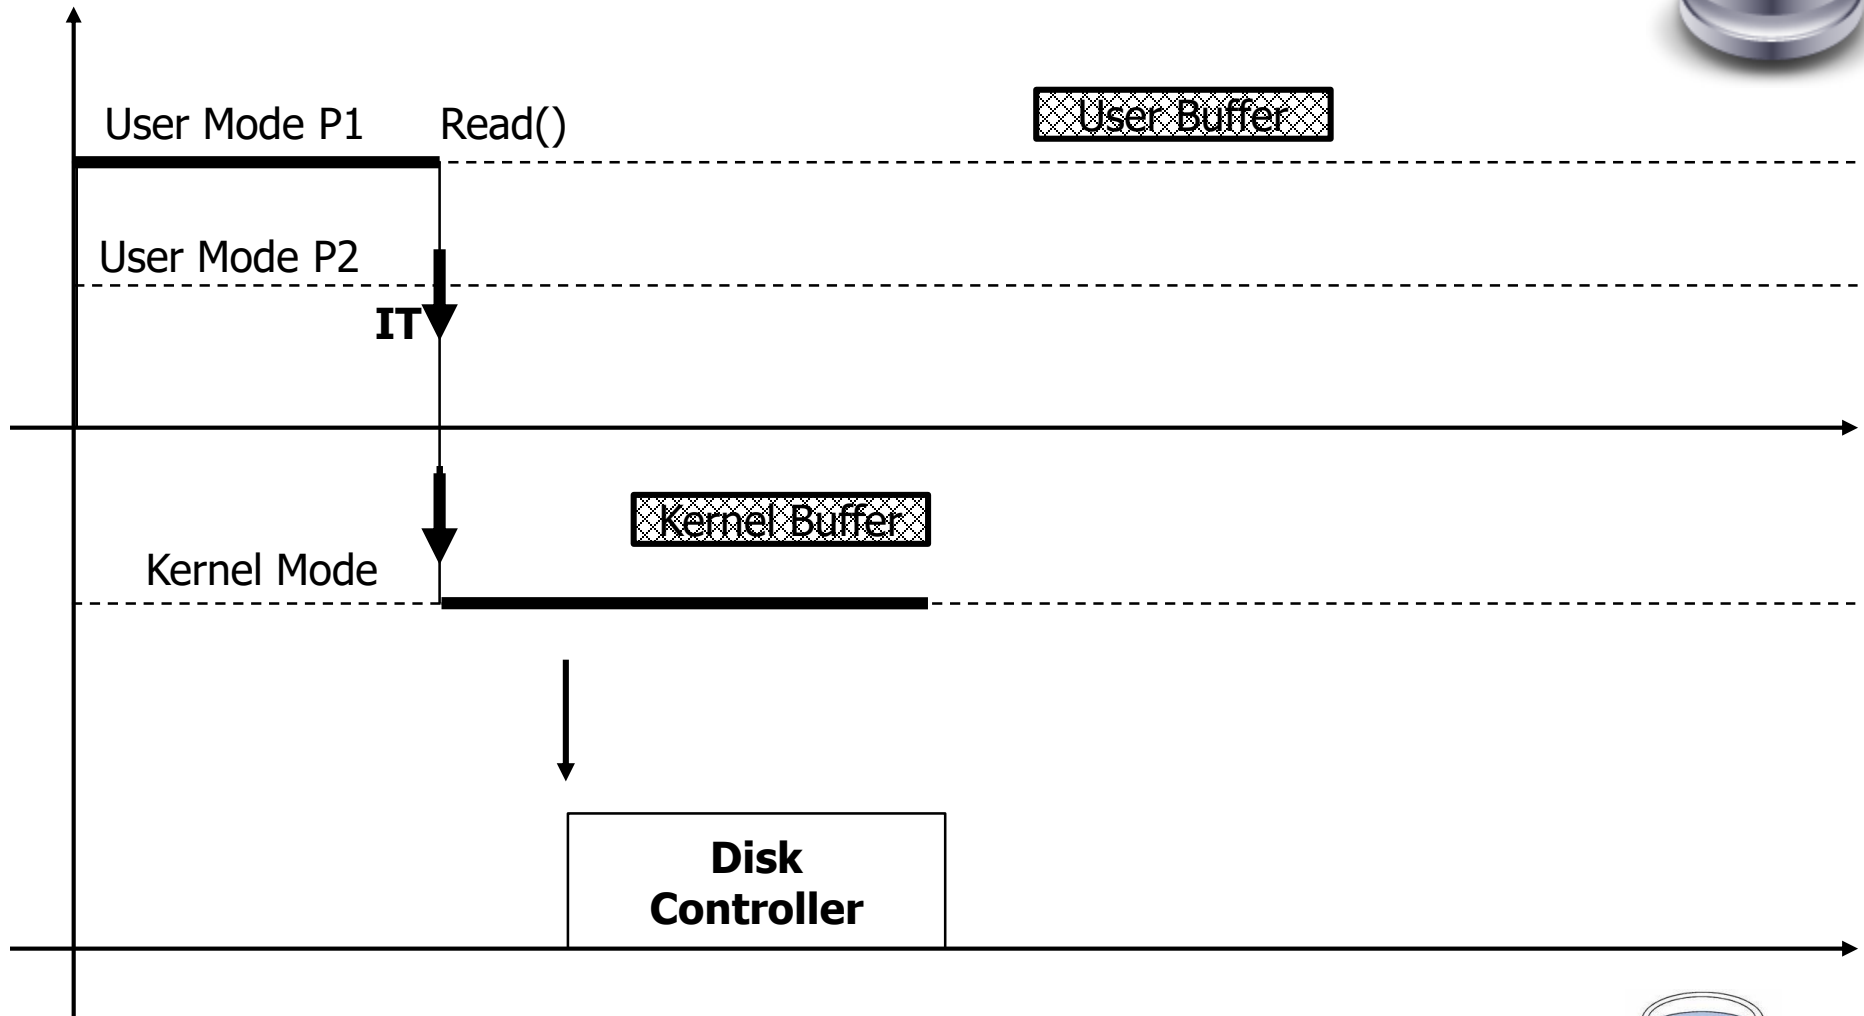 User Mode P1
Read()
User Buffer
User Mode P2
IT
Kernel Buffer
Kernel Mode
Disk
Controller